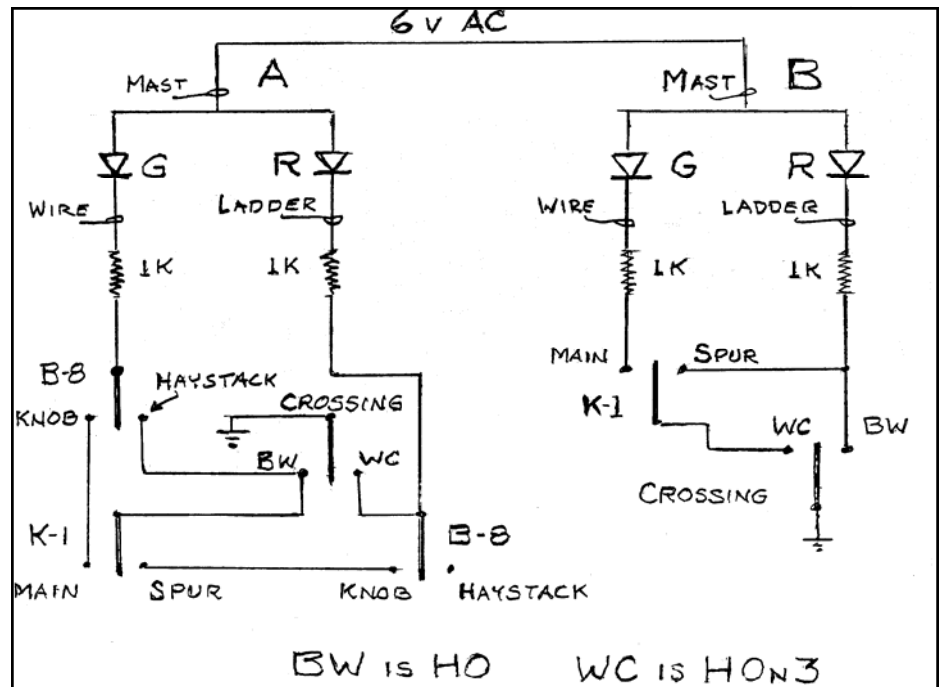 6 V AC
MAST A
MAST B
G R
G R
WIRE LADDER
WIRE LADDER
1K 1K
1K 1K
B-8 HAYSTACK
KNOB
CROSSING
BW WC
K-1 B-8
MAIN SPUR KNOB HAYSTACK
MAIN SPUR
K-1
WC BW
CROSSING
BW IS HO WC IS HON3